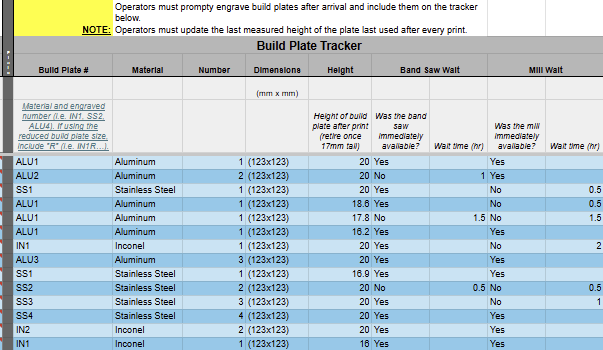 Operators must prompty engrave build plates after arrival and include them on the tracker
below.
NOTE: Operators must update the last measured height of the plate last used after every print.
Build Plate Tracker
Build Plate # Material Number Dimensions Height Band Saw Wait Mill Wait
(mm x mm)
Material and engraved
number (i.e. IN1, SS2,
ALU4). If using the
reduced build plate size,
include "R" (i.e. IN1R...).
Height of build
plate after print
(retire once
17mm tall)
Was the band
saw
immediately
available?
Wait time (hr)
Was the mill
immediately
available?
Wait time (hr)
ALU1 Aluminum 1 (123x123) 20 Yes Yes
ALU2 Aluminum 2 (123x123) 20 No 1 Yes
SS1 Stainless Steel 1 (123x123) 20 Yes No 0.5
ALU1 Aluminum 1 (123x123) 18.6 Yes No 0.5
ALU1 Aluminum 1 (123x123) 17.8 No 1.5 No 1.5
ALU1 Aluminum 1 (123x123) 16.2 Yes Yes
IN1 Inconel 1 (123x123) 20 Yes No 2
ALU3 Aluminum 3 (123x123) 20 Yes Yes
SS1 Stainless Steel 1 (123x123) 16.9 Yes Yes
SS2 Stainless Steel 2 (123x123) 20 No 0.5 No 0.5
SS3 Stainless Steel 3 (123x123) 20 Yes No 1
SS4 Stainless Steel 4 (123x123) 20 Yes Yes
IN2 Inconel 2 (123x123) 20 Yes Yes
IN1 Inconel 1 (123x123) 16 Yes Yes